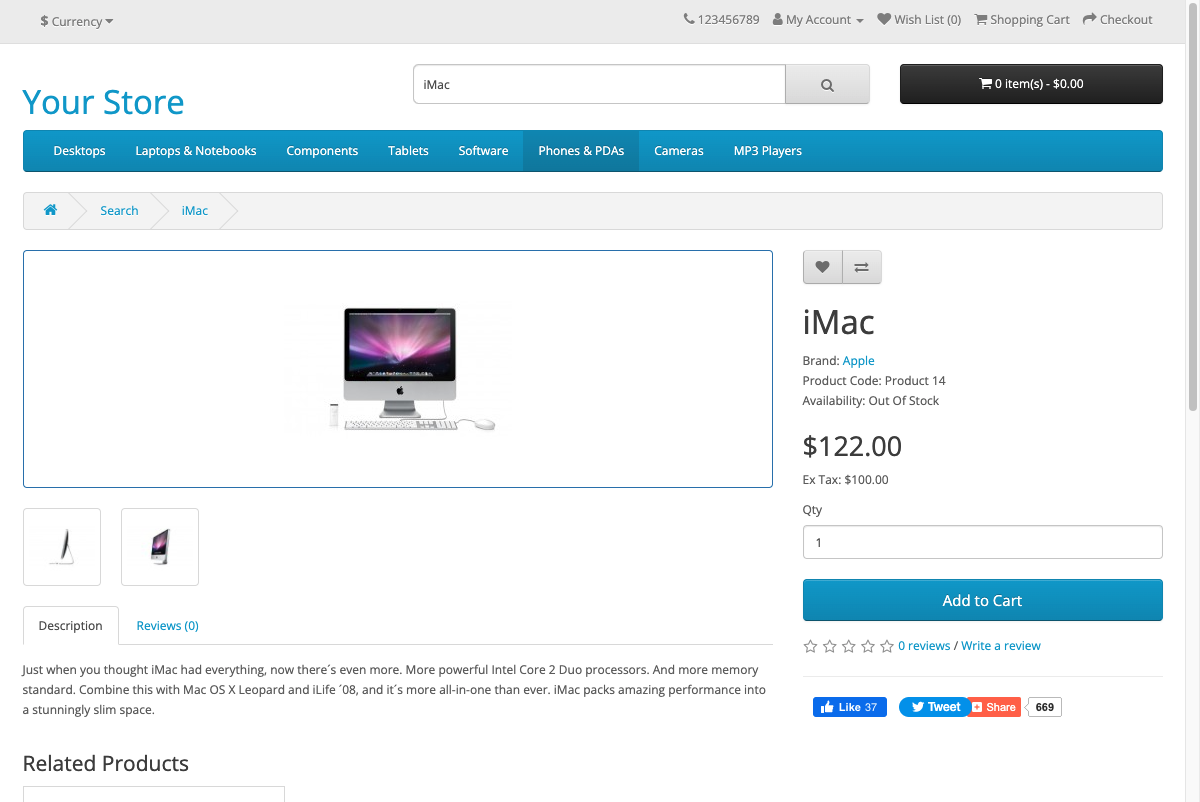 $ Currency
123456789 My Account Wish List (0) Shopping Cart Checkout
Your Store
iMac
0 item(s) - $0.00
Desktops Laptops & Notebooks Components Tablets Software Phones & PDAs Cameras MP3 Players
Search iMac
iMac
Brand: Apple
Product Code: Product 14
Availability: Out Of Stock
$122.00
Ex Tax: $100.00
Qty
1
Add to Cart
0 reviews / Write a review
Like 37 Tweet Share 669
Description Reviews (0)
Just when you thought iMac had everything, now there´s even more. More powerful Intel Core 2 Duo processors. And more memory
standard. Combine this with Mac OS X Leopard and iLife ´08, and it´s more all-in-one than ever. iMac packs amazing performance into
a stunningly slim space.
Related Products